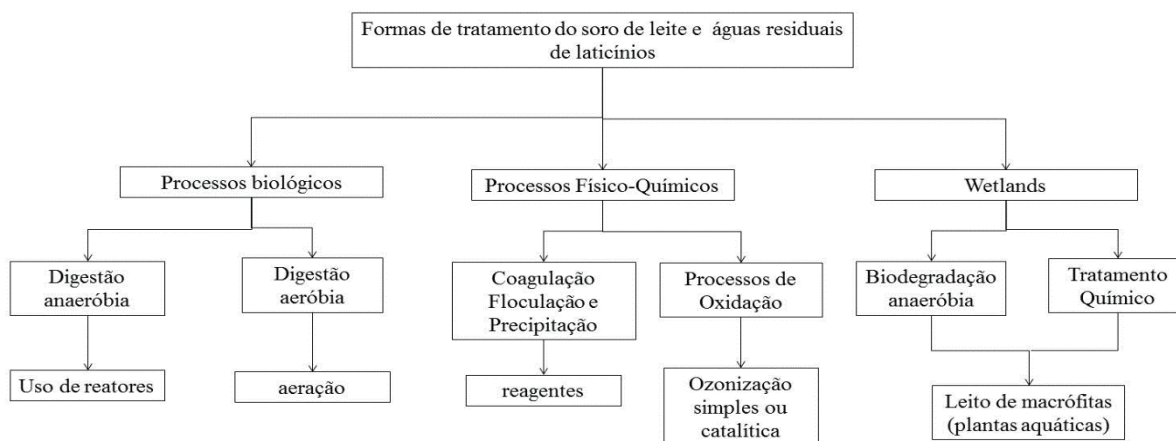 Formas de tratamento do soro de leite e águas residuais
de laticínios
Processos biológicos
Processos Físico-Químicos
Wetlands
Digestão
anaeróbia
Digestão
aeróbia
Coagulação
Floculação e
Precipitação
Processos de
Oxidação
Biodegradação
anaeróbia
Tratamento
Químico
Uso de reatores
aeração
reagentes
Ozonização
simples ou
catalítica
Leito de macrófitas
(plantas aquáticas)